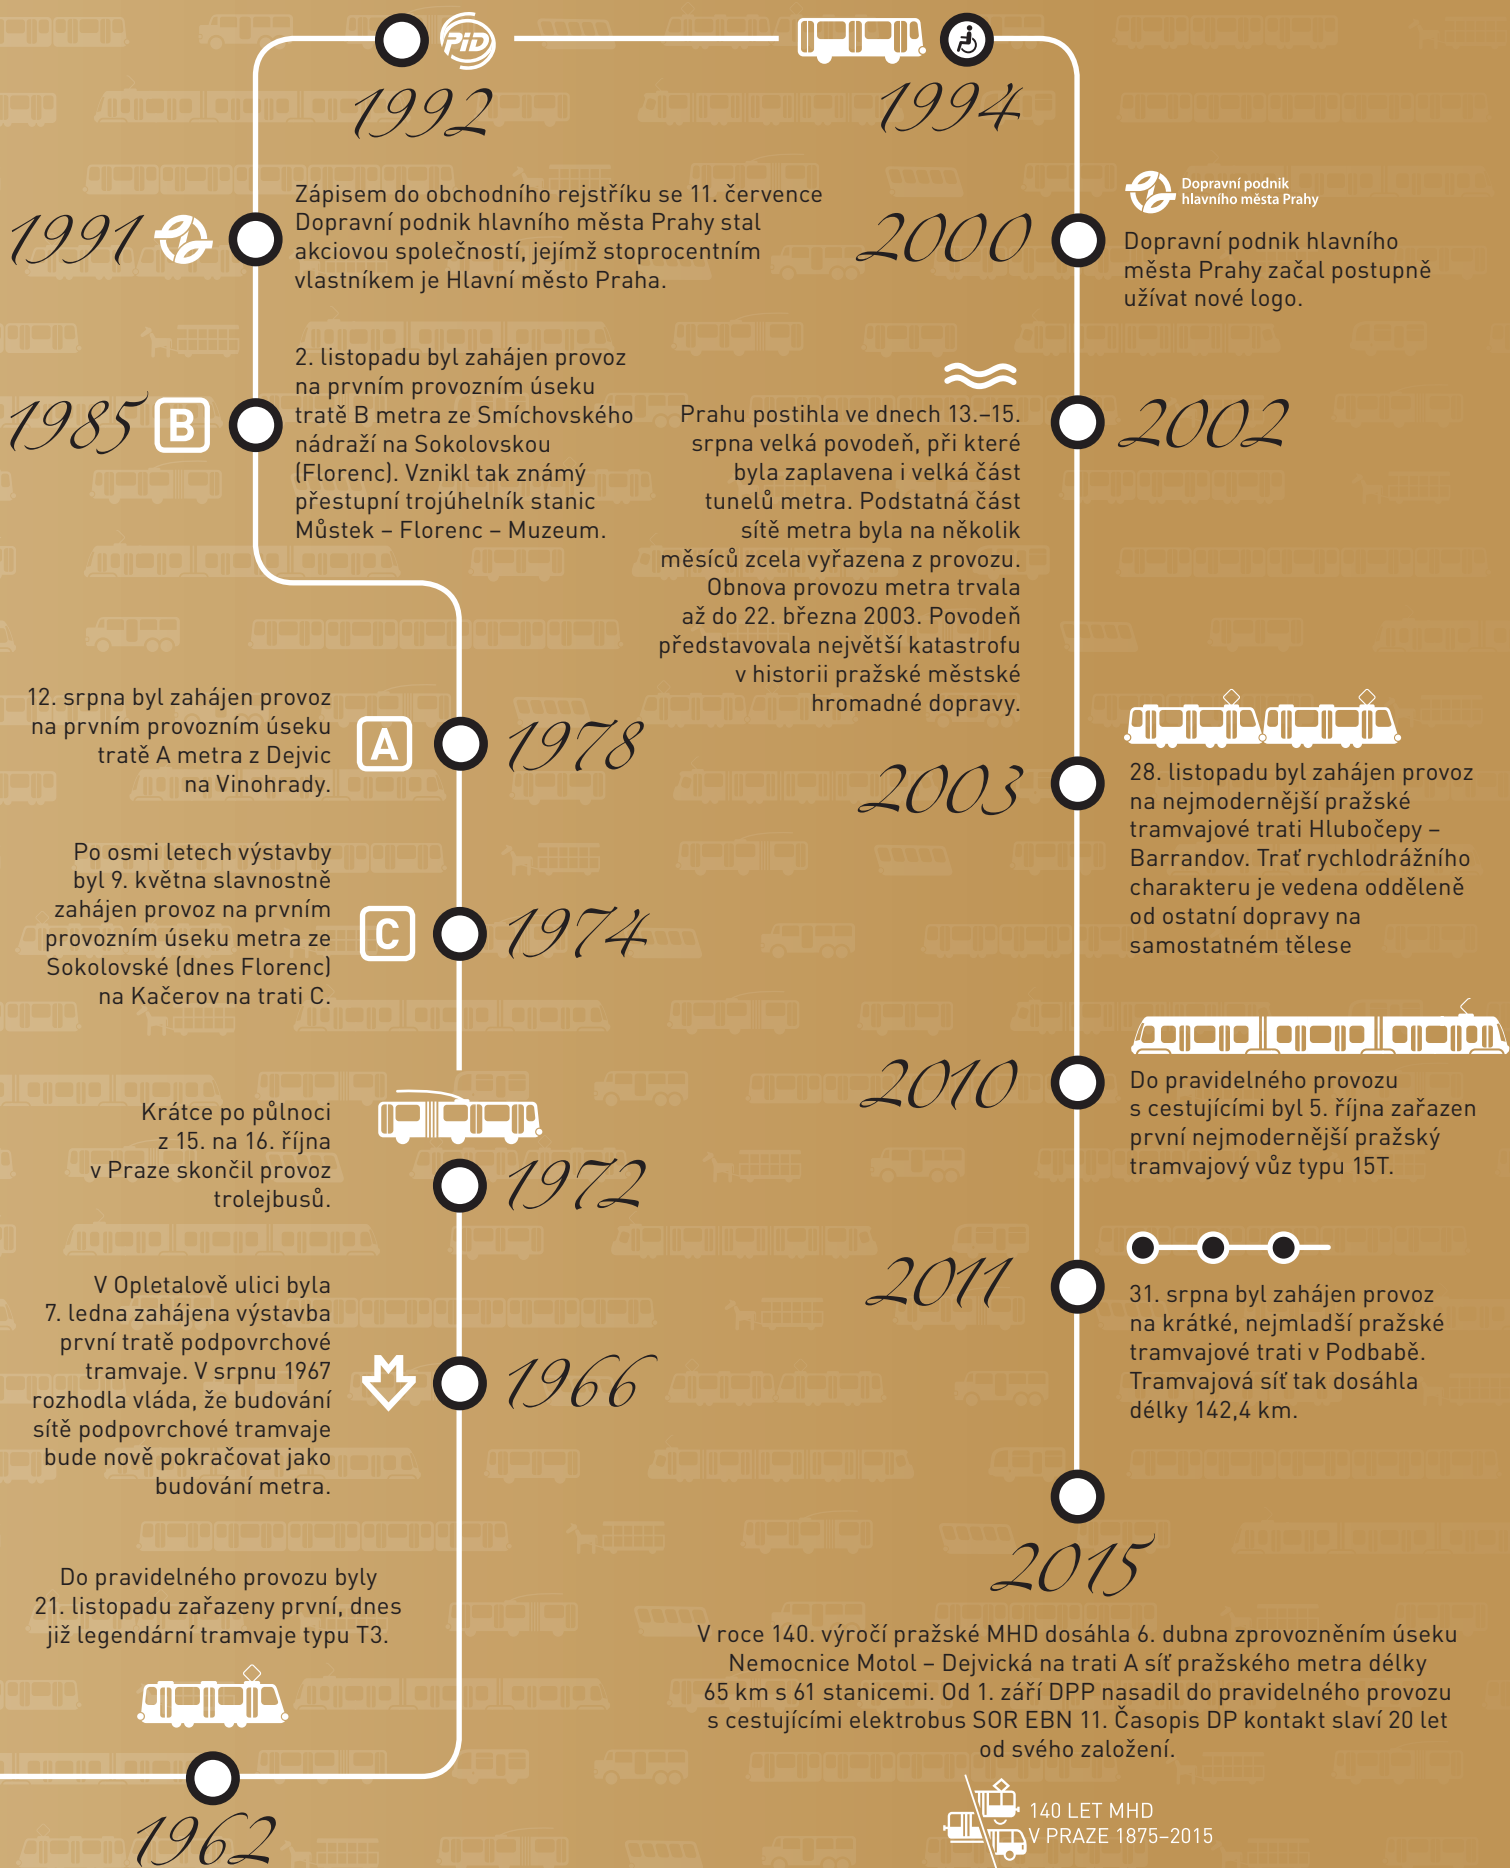 PiD
1992
1994
1991
Zápisem do obchodního rejstříku se 11. července
Dopravní podnik hlavního města Prahy stal
akciovou společností, jejímž stoprocentním
vlastníkem je Hlavní město Praha.
2000
Dopravní podnik
hlavního města Prahy
Dopravní podnik hlavního
města Prahy začal postupně
užívat nové logo.
1985
B
2. listopadu byl zahájen provoz
na prvním provozním úseku
tratě B metra ze Smíchovského
nádraží na Sokolovskou
(Florenc). Vznikl tak známý
přestupní trojúhelník stanic
Můstek – Florenc – Muzeum.
2002
Prahu postihla ve dnech 13.–15.
srpna velká povodeň, při které
byla zaplavena i velká část
tunelů metra. Podstatná část
sítě metra byla na několik
měsíců zcela vyřazena z provozu.
Obnova provozu metra trvala
až do 22. března 2003. Povodeň
představovala největší katastrofu
v historii pražské městské
hromadné dopravy.
12. srpna byl zahájen provoz
na prvním provozním úseku
tratě A metra z Dejvic
na Vinohrady.
A
1978
2003
28. listopadu byl zahájen provoz
na nejmodernější pražské
tramvajové trati Hlubočepy –
Barrandov. Trať rychlodrážního
charakteru je vedena odděleně
od ostatní dopravy na
samostatném tělese
Po osmi letech výstavby
byl 9. května slavnostně
zahájen provoz na prvním
provozním úseku metra ze
Sokolovské (dnes Florenc)
na Kačerov na trati C.
C
1974
2010
Do pravidelného provozu
s cestujícími byl 5. října zařazen
první nejmodernější pražský
tramvajový vůz typu 15T.
Krátce po půlnoci
z 15. na 16. října
v Praze skončil provoz
trolejbusů.
1972
2011
31. srpna byl zahájen provoz
na krátké, nejmladší pražské
tramvajové trati v Podbabě.
Tramvajová síť tak dosáhla
délky 142,4 km.
V Opletalově ulici byla
7. ledna zahájena výstavba
první tratě podpovrchové
tramvaje. V srpnu 1967
rozhodla vláda, že budování
sítě podpovrchové tramvaje
bude nově pokračovat jako
budování metra.
1966
2015
V roce 140. výročí pražské MHD dosáhla 6. dubna zprovozněním úseku
Nemocnice Motol – Dejvická na trati A síť pražského metra délky
65 km s 61 stanicemi. Od 1. září DPP nasadil do pravidelného provozu
s cestujícími elektrobus SOR EBN 11. Časopis DP kontakt slaví 20 let
od svého založení.
Do pravidelného provozu byly
21. listopadu zařazeny první, dnes
již legendární tramvaje typu T3.
1962
140 LET MHD
V PRAZE 1875–2015